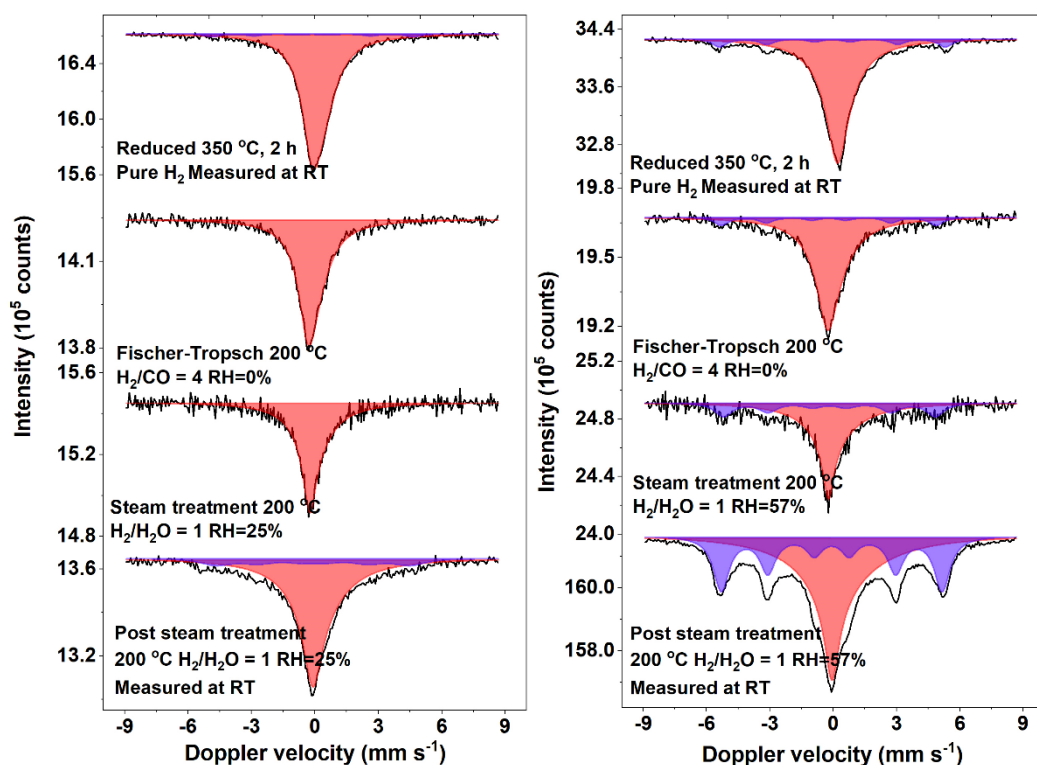 Intensity (10⁵ counts)
16.4
16.0
15.6
Reduced 350 °C, 2 h
Pure H₂ Measured at RT
14.1
13.8
Fischer-Tropsch 200 °C
H₂/CO = 4 RH=0%
15.6
15.2
14.8
Steam treatment 200 °C
H₂/H₂O = 1 RH=25%
13.6
13.2
Post steam treatment
200 °C H₂/H₂O = 1 RH=25%
Measured at RT
-9 -6 -3 0 3 6 9
Doppler velocity (mm s⁻¹)
Intensity (10⁵ counts)
34.4
33.6
32.8
Reduced 350 °C, 2 h
Pure H₂ Measured at RT
19.8
19.5
19.2
Fischer-Tropsch 200 °C
H₂/CO = 4 RH=0%
25.2
24.8
24.4
24.0
Steam treatment 200 °C
H₂/H₂O = 1 RH=57%
160.0
158.0
Post steam treatment
200 °C H₂/H₂O = 1 RH=57%
Measured at RT
-9 -6 -3 0 3 6 9
Doppler velocity (mm s⁻¹)